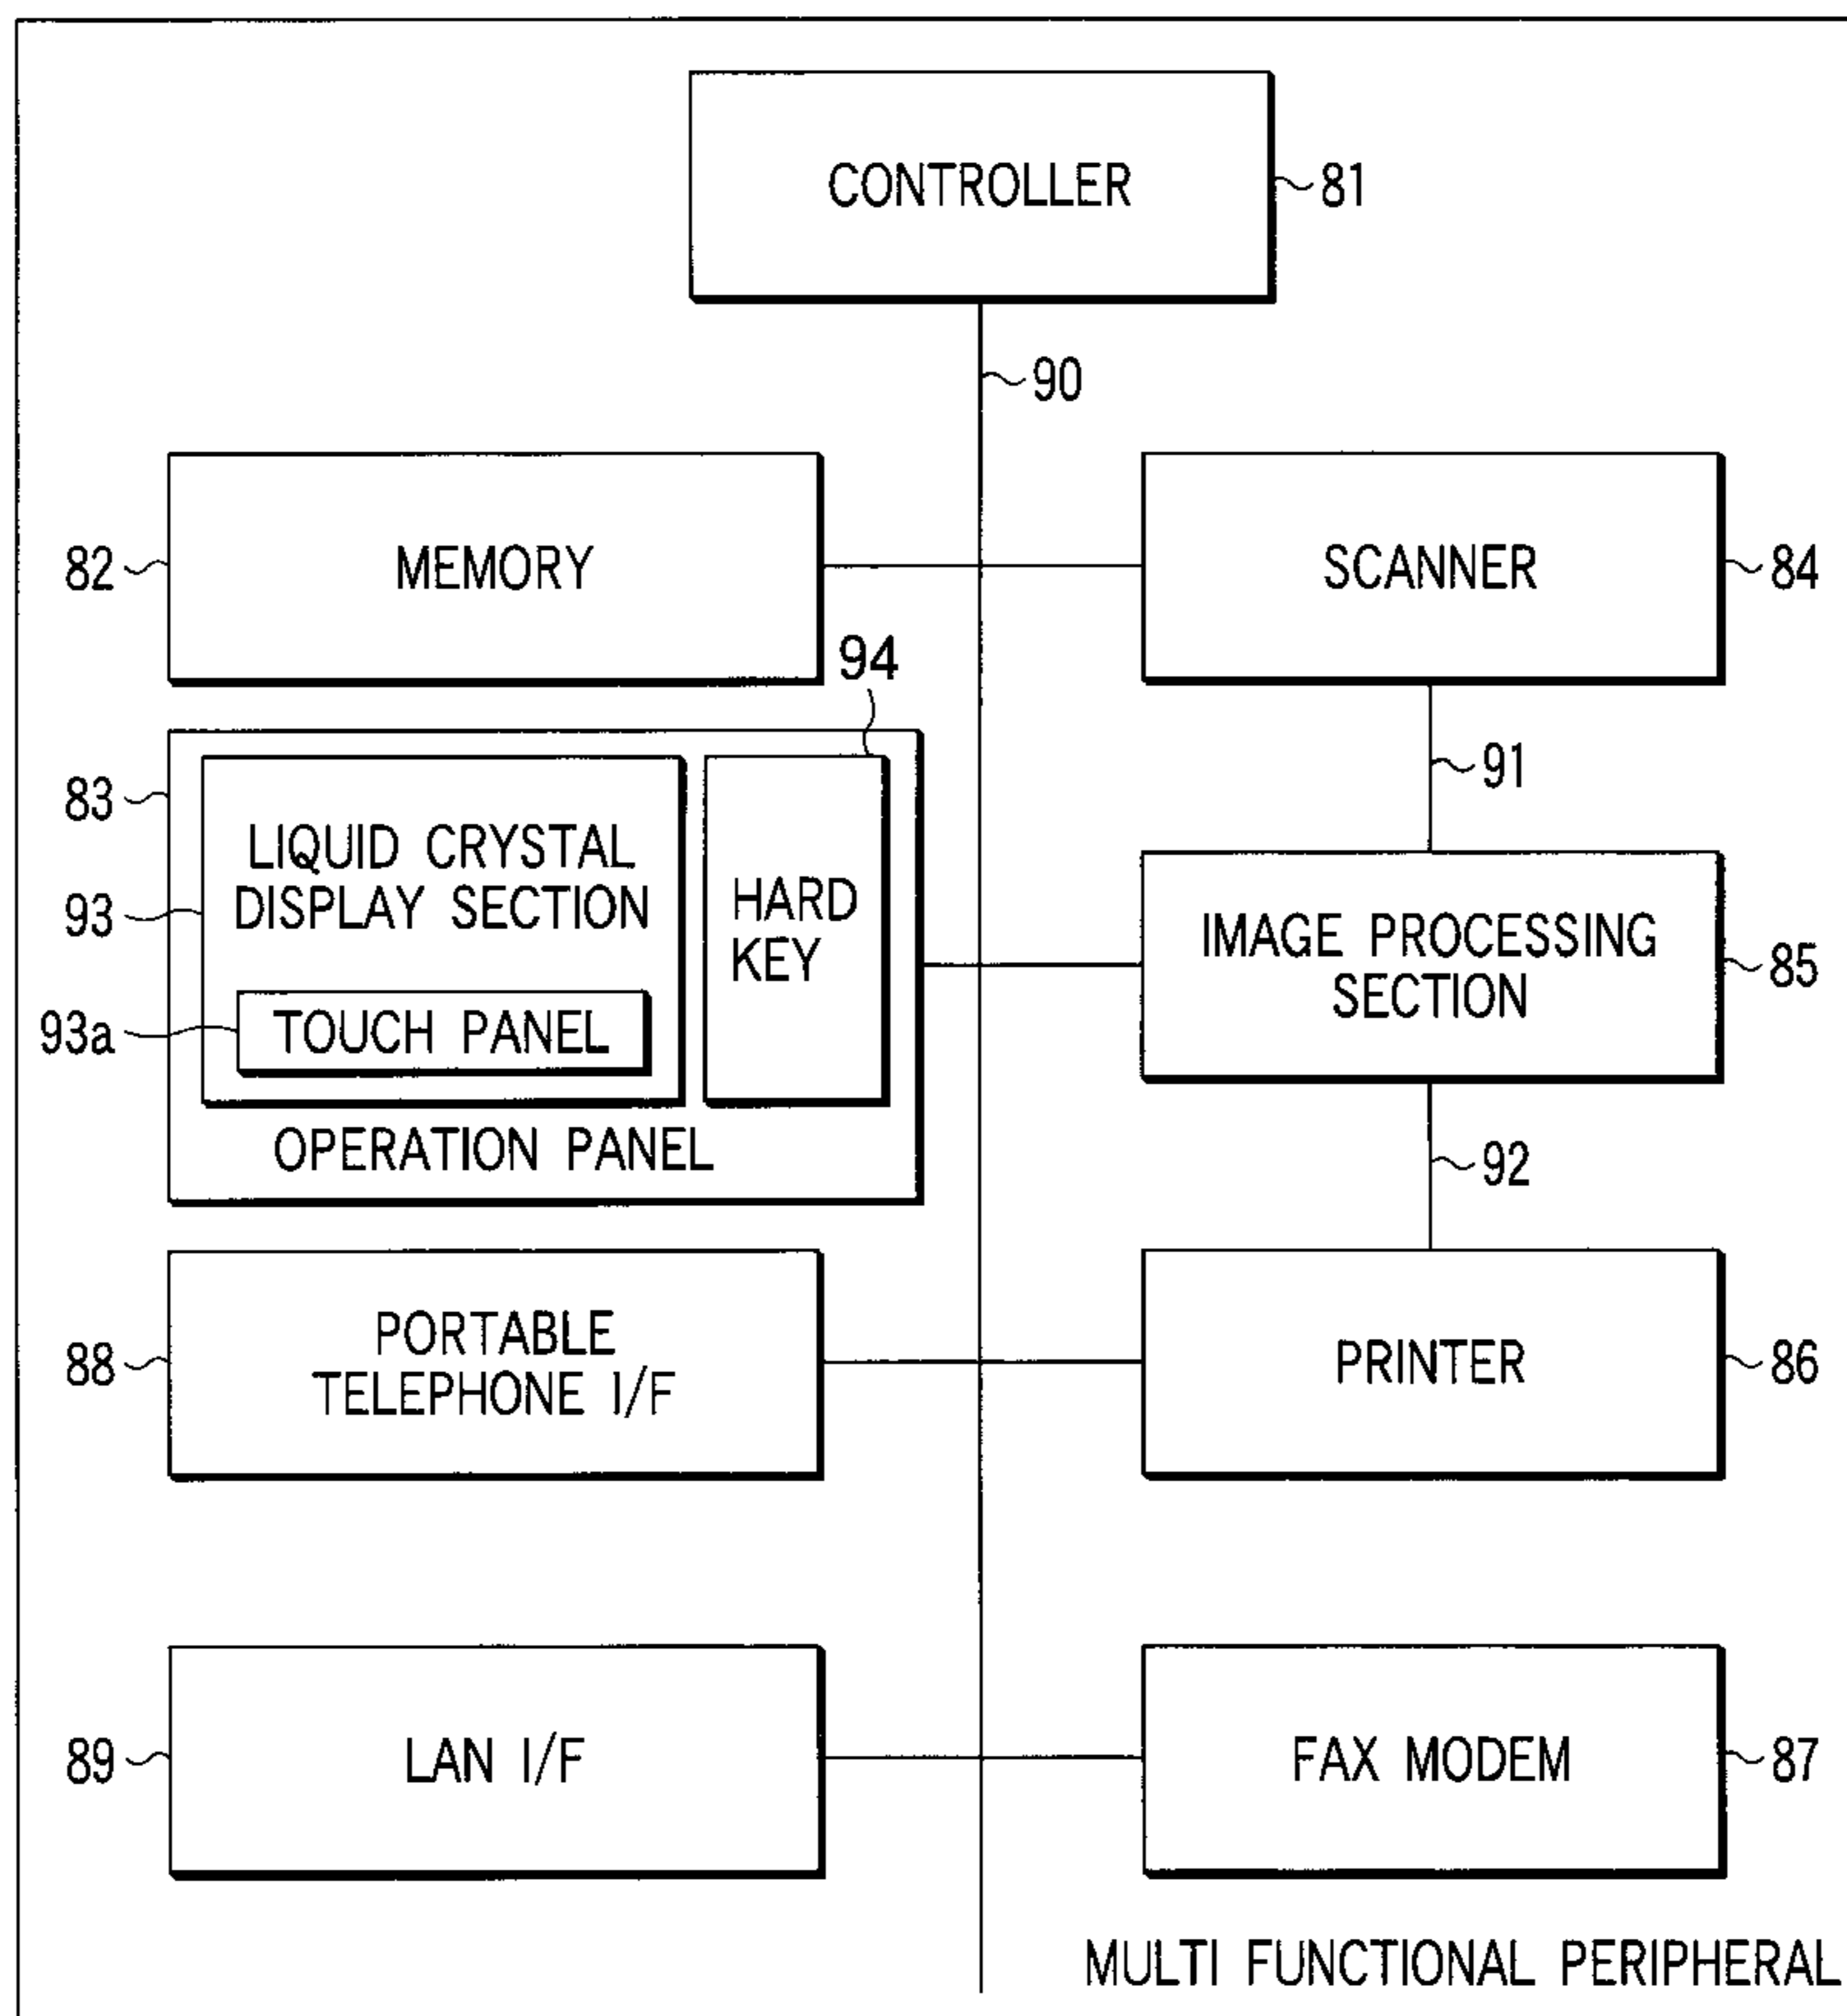 CONTROLLER
81
90
82
MEMORY
SCANNER
84
94
91
83
LIQUID CRYSTAL
DISPLAY SECTION
93
HARD
KEY
TOUCH PANEL
93a
OPERATION PANEL
IMAGE PROCESSING
SECTION
85
92
88
PORTABLE
TELEPHONE I/F
PRINTER
86
89
LAN I/F
FAX MODEM
87
MULTI FUNCTIONAL PERIPHERAL